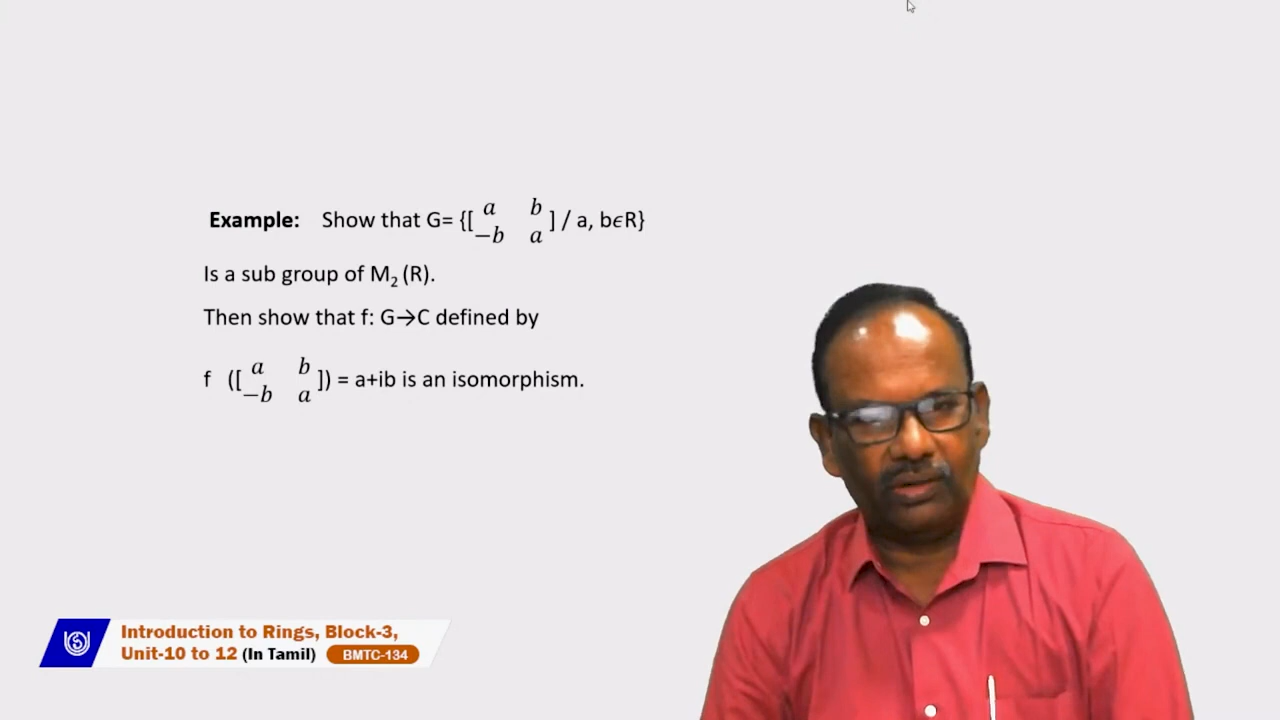 Example: Show that G= {[ a b −b a ] / a, bϵR}
Is a sub group of M₂ (R).
Then show that f: G→C defined by
f ([ a b −b a ]) = a+ib is an isomorphism.
Introduction to Rings, Block-3,
Unit-10 to 12 (In Tamil) BMTC-134